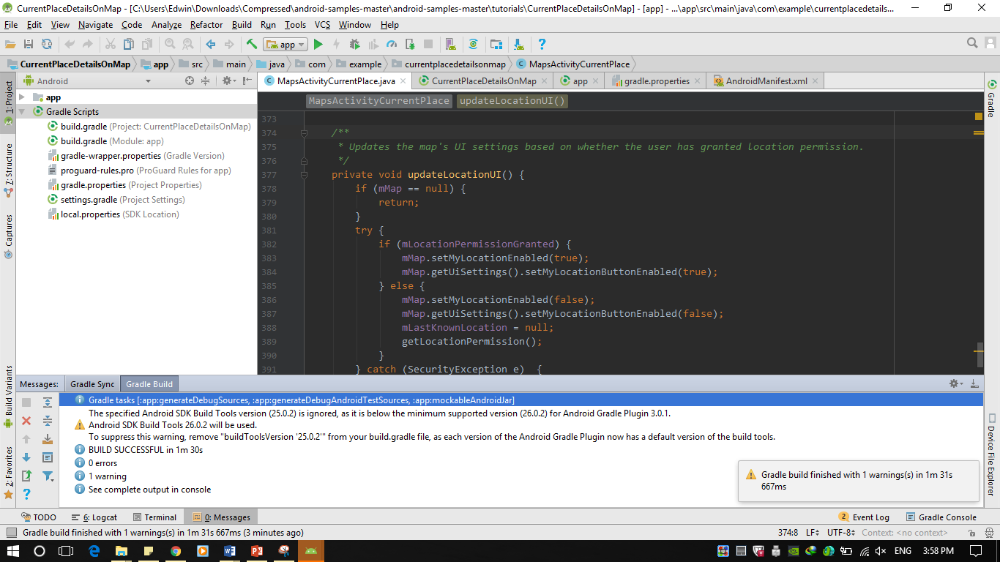 CurrentPlaceDetailsOnMap - [C:\Users\Edwin\Downloads\Compressed\android-samples-master\android-samples-master\tutorials\CurrentPlaceDetailsOnMap] - [app] - ...\app\src\main\java\com\example\currentplacedetails...
File Edit View Navigate Code Analyze Refactor Build Run Tools VCS Window Help
app
CurrentPlaceDetailsOnMap app src main java com example currentplacedetailsonmap MapsActivityCurrentPlace
1: Project
7: Structure
Captures
Build Variants
2: Favorites
Android
app
Gradle Scripts
build.gradle (Project: CurrentPlaceDetailsOnMap)
build.gradle (Module: app)
gradle-wrapper.properties (Gradle Version)
proguard-rules.pro (ProGuard Rules for app)
gradle.properties (Project Properties)
settings.gradle (Project Settings)
local.properties (SDK Location)
MapsActivityCurrentPlace.java CurrentPlaceDetailsOnMap app gradle.properties AndroidManifest.xml
MapsActivityCurrentPlace updateLocationUI()
373
374 /**
375 * Updates the map's UI settings based on whether the user has granted location permission.
376 */
377 private void updateLocationUI() {
378 if (mMap == null) {
379 return;
380 }
381 try {
382 if (mLocationPermissionGranted) {
383 mMap.setMyLocationEnabled(true);
384 mMap.getUiSettings().setMyLocationButtonEnabled(true);
385 } else {
386 mMap.setMyLocationEnabled(false);
387 mMap.getUiSettings().setMyLocationButtonEnabled(false);
388 mLastKnownLocation = null;
389 getLocationPermission();
390 }
391 } catch (SecurityException e) {
Gradle
Device File Explorer
Messages: Gradle Sync Gradle Build
Gradle tasks [:app:generateDebugSources, :app:generateDebugAndroidTestSources, :app:mockableAndroidJar]
The specified Android SDK Build Tools version (25.0.2) is ignored, as it is below the minimum supported version (26.0.2) for Android Gradle Plugin 3.0.1.
Android SDK Build Tools 26.0.2 will be used.
To suppress this warning, remove "buildToolsVersion '25.0.2'" from your build.gradle file, as each version of the Android Gradle Plugin now has a default version of the build tools.
BUILD SUCCESSFUL in 1m 30s
0 errors
1 warning
See complete output in console
Gradle build finished with 1 warnings(s) in 1m 31s
667ms
TODO 6: Logcat Terminal 0: Messages 2 Event Log Gradle Console
Gradle build finished with 1 warnings(s) in 1m 31s 667ms (3 minutes ago) 374:8 LF UTF-8 Context: <no context>
ENG 3:58 PM